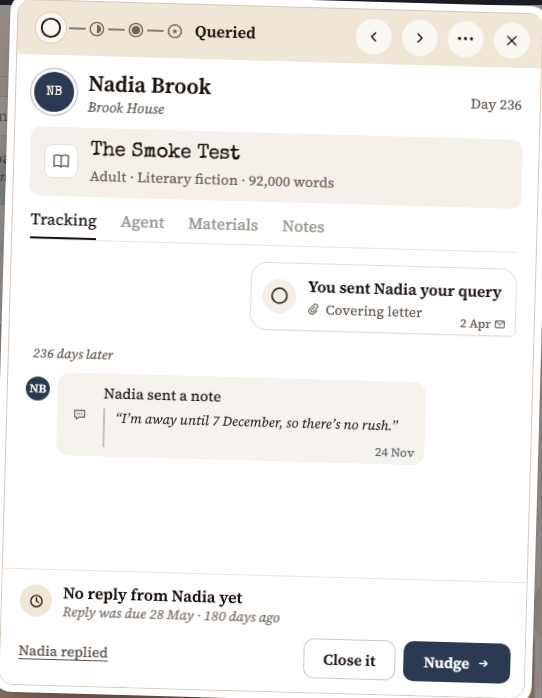 Queried
NB
Nadia Brook
Brook House
Day 236
The Smoke Test
Adult · Literary fiction · 92,000 words
Tracking Agent Materials Notes
You sent Nadia your query
Covering letter
2 Apr
236 days later
NB
Nadia sent a note
“I’m away until 7 December, so there’s no rush.”
24 Nov
No reply from Nadia yet
Reply was due 28 May · 180 days ago
Nadia replied
Close it
Nudge →